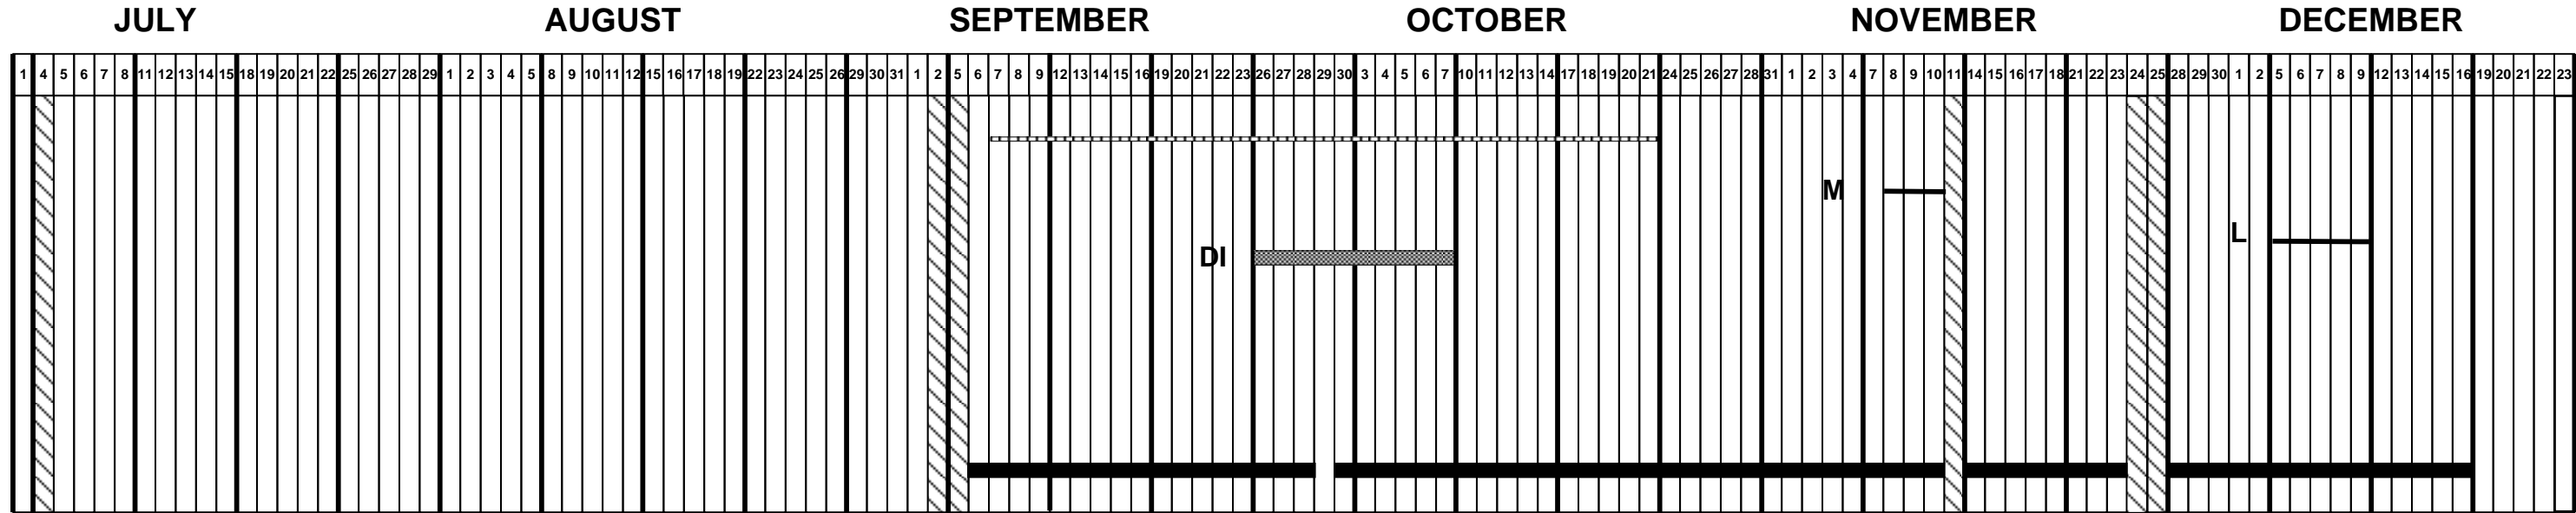 JULY AUGUST SEPTEMBER OCTOBER NOVEMBER DECEMBER
1 4 5 6 7 8 11 12 13 14 15 18 19 20 21 22 25 26 27 28 29 1 2 3 4 5 8 9 10 11 12 15 16 17 18 19 22 23 24 25 26 29 30 31 1 2 5 6 7 8 9 12 13 14 15 16 19 20 21 22 23 26 27 28 29 30 3 4 5 6 7 10 11 12 13 14 17 18 19 20 21 24 25 26 27 28 31 1 2 3 4 7 8 9 10 11 14 15 16 17 18 21 22 23 24 25 28 29 30 1 2 5 6 7 8 9 12 13 14 15 16 19 20 21 22 23
M
L
DI